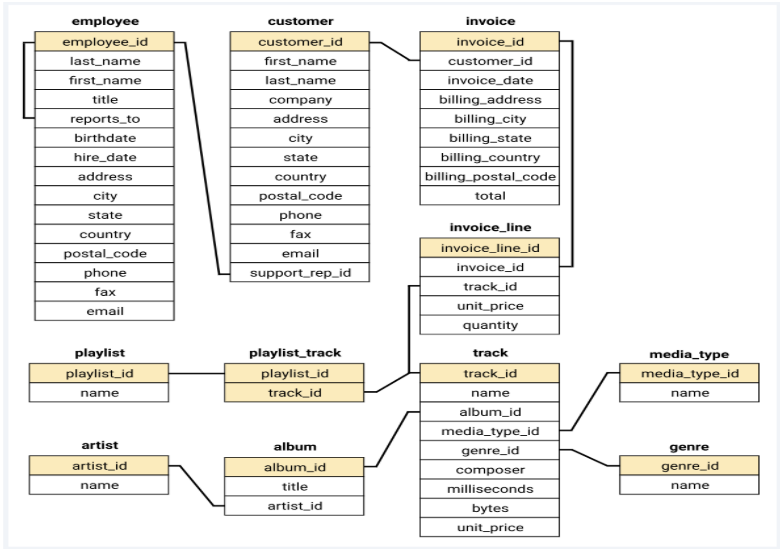 employee
employee_id
last_name
first_name
title
reports_to
birthdate
hire_date
address
city
state
country
postal_code
phone
fax
email
customer
customer_id
first_name
last_name
company
address
city
state
country
postal_code
phone
fax
email
support_rep_id
invoice
invoice_id
customer_id
invoice_date
billing_address
billing_city
billing_state
billing_country
billing_postal_code
total
invoice_line
invoice_line_id
invoice_id
track_id
unit_price
quantity
playlist
playlist_id
name
playlist_track
playlist_id
track_id
track
track_id
name
album_id
media_type_id
genre_id
composer
milliseconds
bytes
unit_price
media_type
media_type_id
name
artist
artist_id
name
album
album_id
title
artist_id
genre
genre_id
name